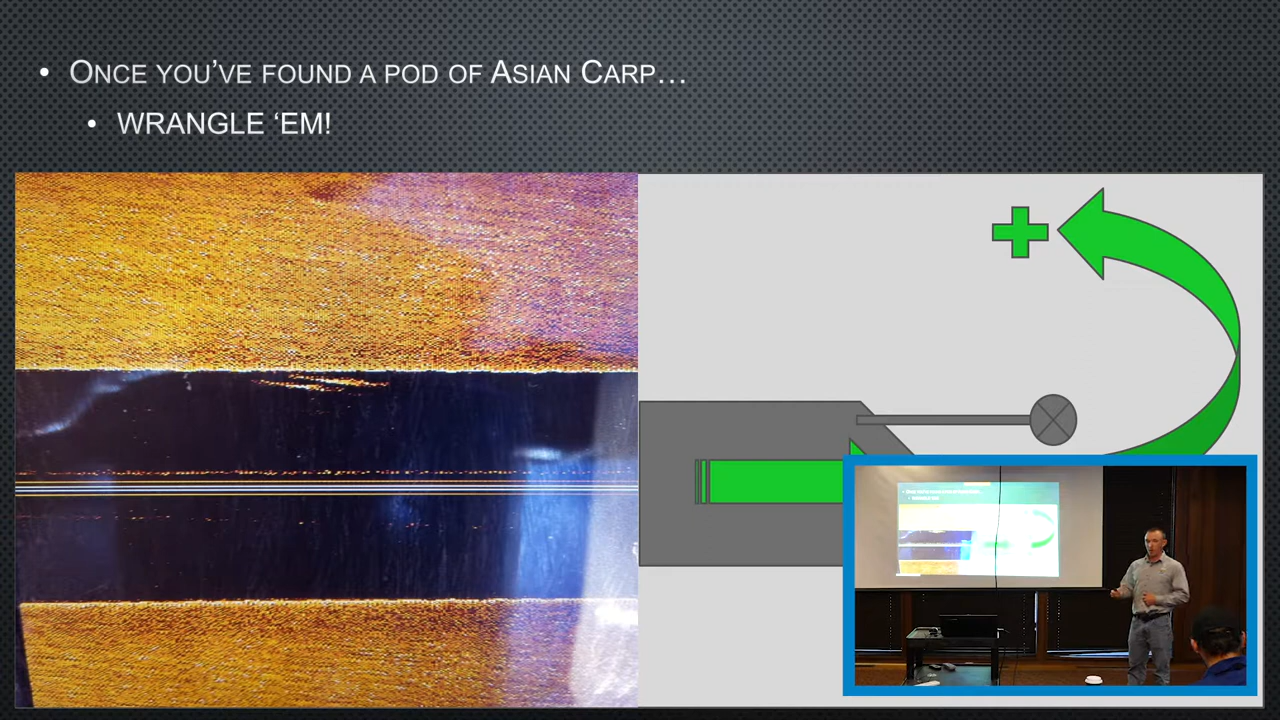 • ONCE YOU'VE FOUND A POD OF ASIAN CARP…
• WRANGLE ‘EM!